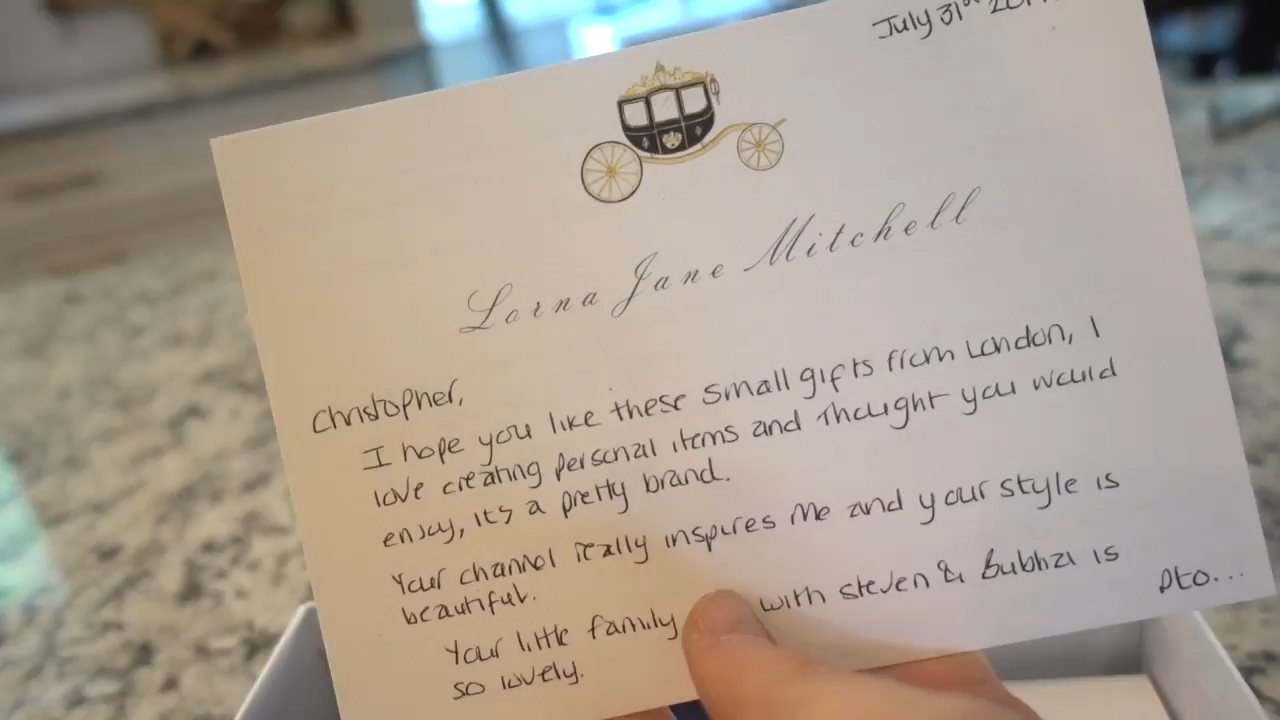 July 31st
Lorna Jane Mitchell
Christopher,
I hope you like these small gifts from London, I
love creating personal items and thought you would
enjoy, its a pretty brand.
Your channel really inspires me and your style is
beautiful.
Your little family with steven & Bubba is
so lovely.
Pto...